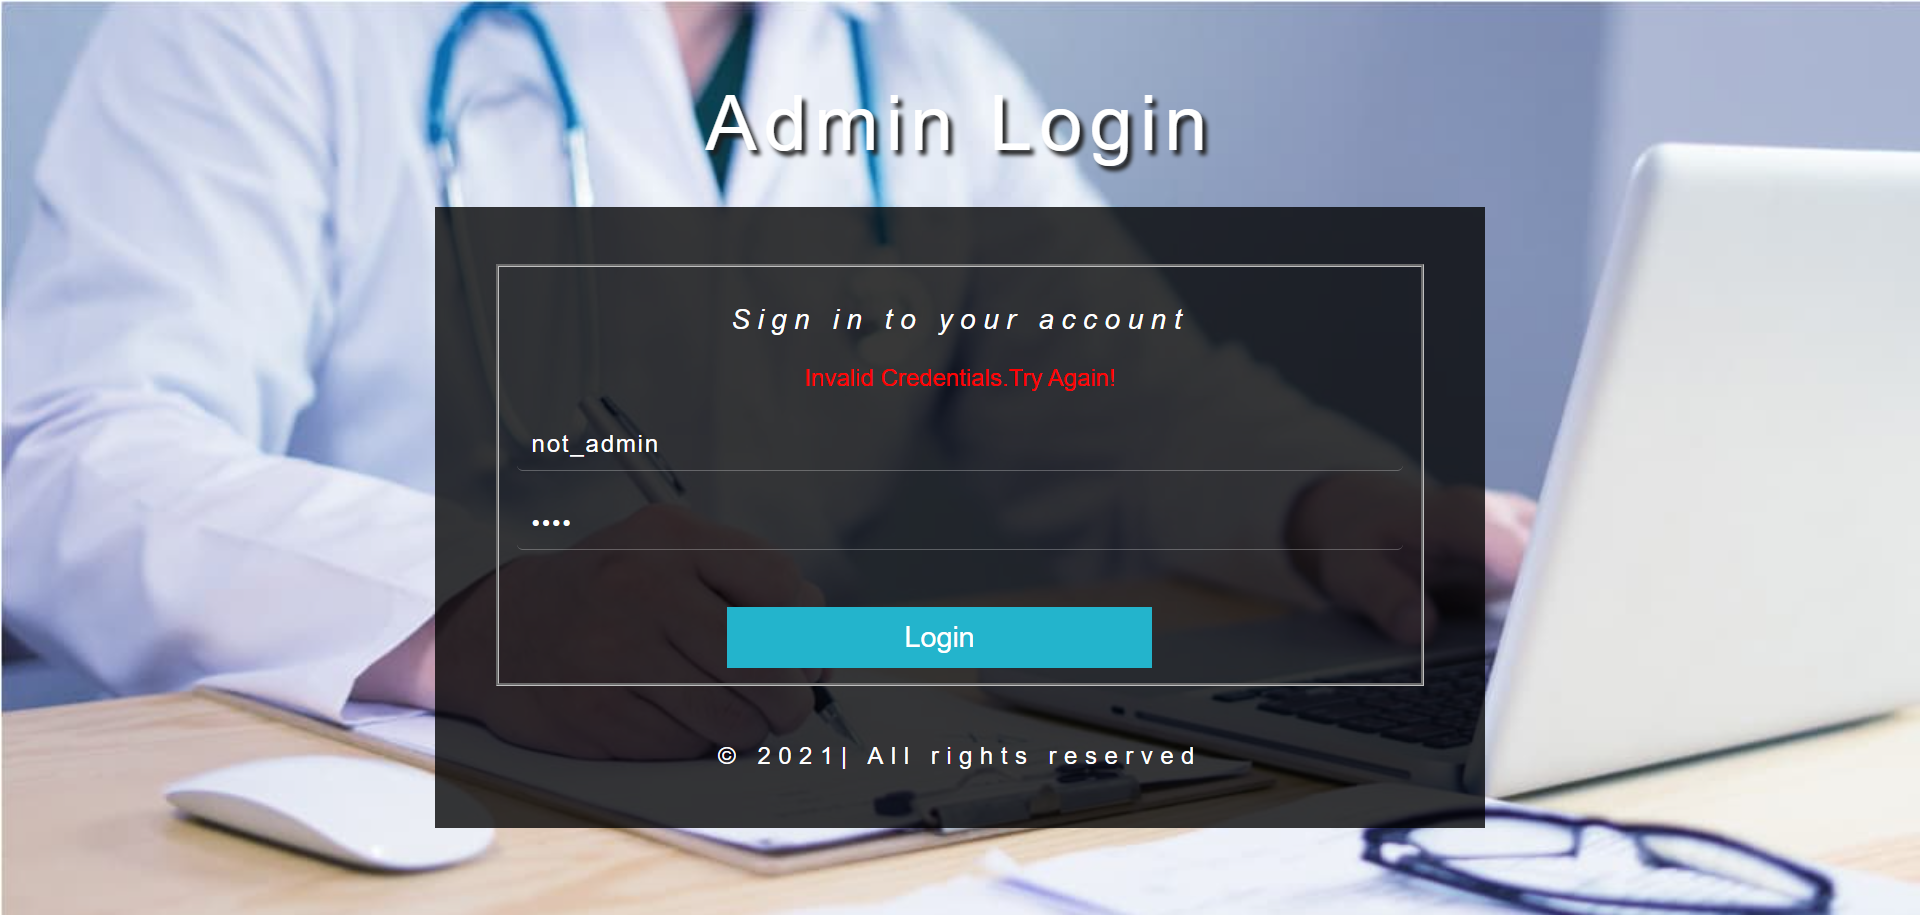 Admin Login
Sign in to your account
Invalid Credentials.Try Again!
not_admin
••••
Login
© 2021| All rights reserved